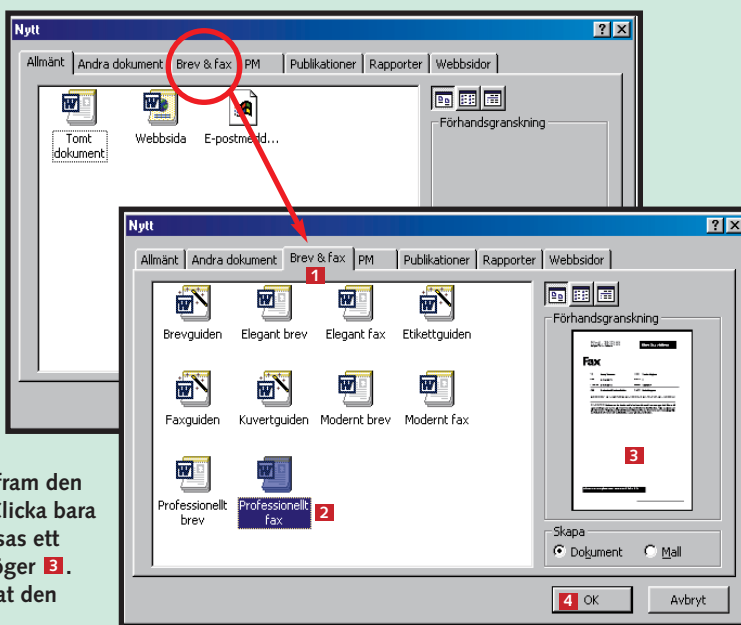 Nytt
Allmänt Andra dokument Brev & fax PM Publikationer Rapporter Webbsidor
Tomt dokument
Webbsida
E-postmedd...
Förhandsgranskning
Nytt
Allmänt Andra dokument Brev & fax PM Publikationer Rapporter Webbsidor
1
Brevguiden Elegant brev Elegant fax Etikettguiden
Faxguiden Kuvertguiden Modernt brev Modernt fax
Professionellt brev
Professionellt fax
2
Förhandsgranskning
Fax
3
Skapa
Dokument Mall
4 OK Avbryt
fram den
licka bara
sas ett
öger 3.
at den